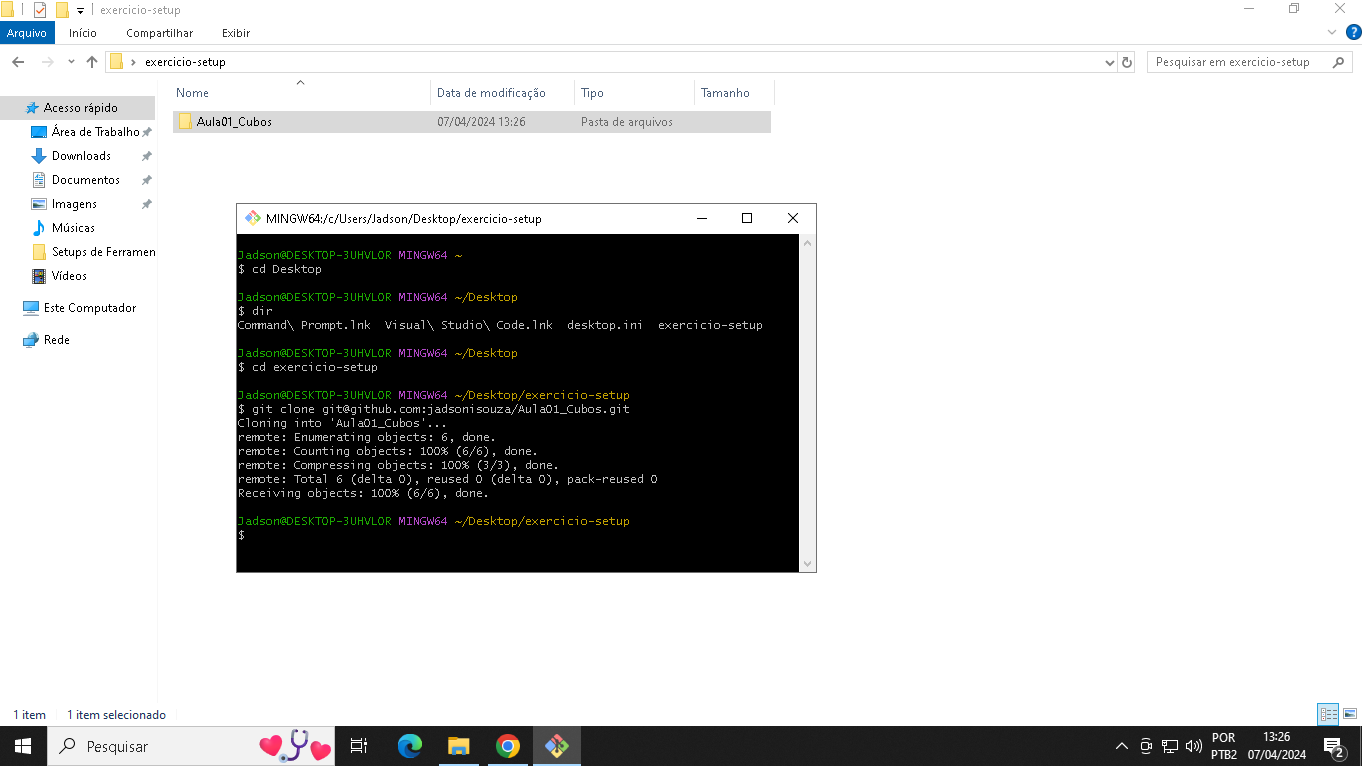 exercicio-setup
Arquivo Início Compartilhar Exibir
exercicio-setup
Pesquisar em exercicio-setup
Nome Data de modificação Tipo Tamanho
Aula01_Cubos 07/04/2024 13:26 Pasta de arquivos
Acesso rápido
Área de Trabalho
Downloads
Documentos
Imagens
Músicas
Setups de Ferramen
Vídeos
Este Computador
Rede
MINGW64:/c/Users/Jadson/Desktop/exercicio-setup
Jadson@DESKTOP-3UHVLOR MINGW64 ~
$ cd Desktop
Jadson@DESKTOP-3UHVLOR MINGW64 ~/Desktop
$ dir
Command\ Prompt.lnk  Visual\ Studio\ Code.lnk  desktop.ini  exercicio-setup
Jadson@DESKTOP-3UHVLOR MINGW64 ~/Desktop
$ cd exercicio-setup
Jadson@DESKTOP-3UHVLOR MINGW64 ~/Desktop/exercicio-setup
$ git clone git@github.com:jadsonisouza/Aula01_Cubos.git
Cloning into 'Aula01_Cubos'...
remote: Enumerating objects: 6, done.
remote: Counting objects: 100% (6/6), done.
remote: Compressing objects: 100% (3/3), done.
remote: Total 6 (delta 0), reused 0 (delta 0), pack-reused 0
Receiving objects: 100% (6/6), done.
Jadson@DESKTOP-3UHVLOR MINGW64 ~/Desktop/exercicio-setup
$
1 item 1 item selecionado
Pesquisar
POR
PTB2
13:26
07/04/2024
2